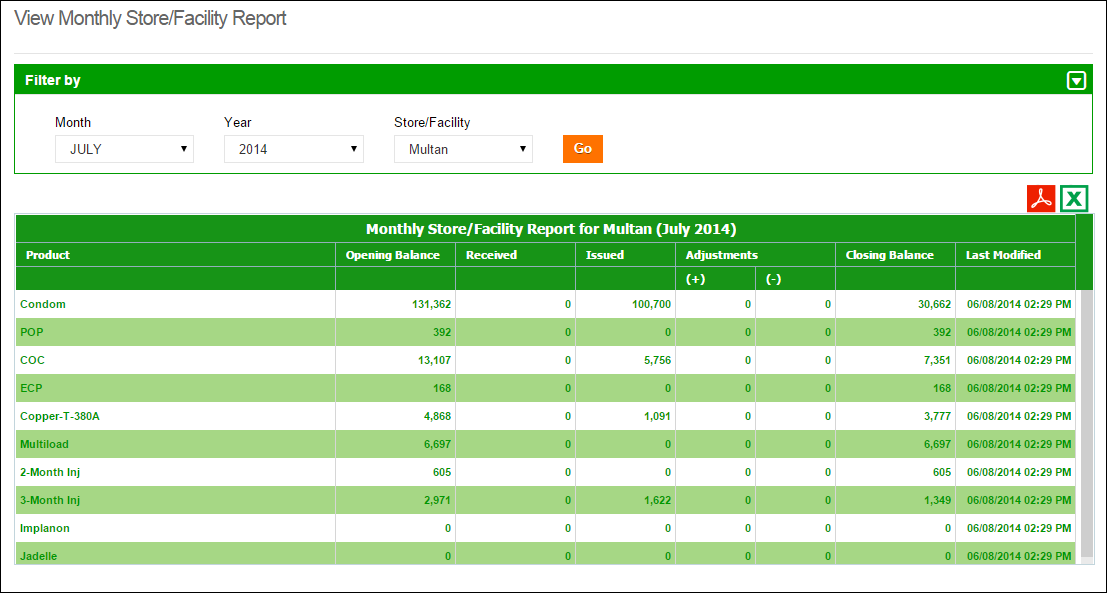 View Monthly Store/Facility Report
Filter by
Month Year Store/Facility
JULY 2014 Multan Go
Monthly Store/Facility Report for Multan (July 2014)
Product Opening Balance Received Issued Adjustments Closing Balance Last Modified
(+) (-)
Condom 131,362 0 100,700 0 0 30,662 06/08/2014 02:29 PM
POP 392 0 0 0 0 392 06/08/2014 02:29 PM
COC 13,107 0 5,756 0 0 7,351 06/08/2014 02:29 PM
ECP 168 0 0 0 0 168 06/08/2014 02:29 PM
Copper-T-380A 4,868 0 1,091 0 0 3,777 06/08/2014 02:29 PM
Multiload 6,697 0 0 0 0 6,697 06/08/2014 02:29 PM
2-Month Inj 605 0 0 0 0 605 06/08/2014 02:29 PM
3-Month Inj 2,971 0 1,622 0 0 1,349 06/08/2014 02:29 PM
Implanon 0 0 0 0 0 0 06/08/2014 02:29 PM
Jadelle 0 0 0 0 0 0 06/08/2014 02:29 PM